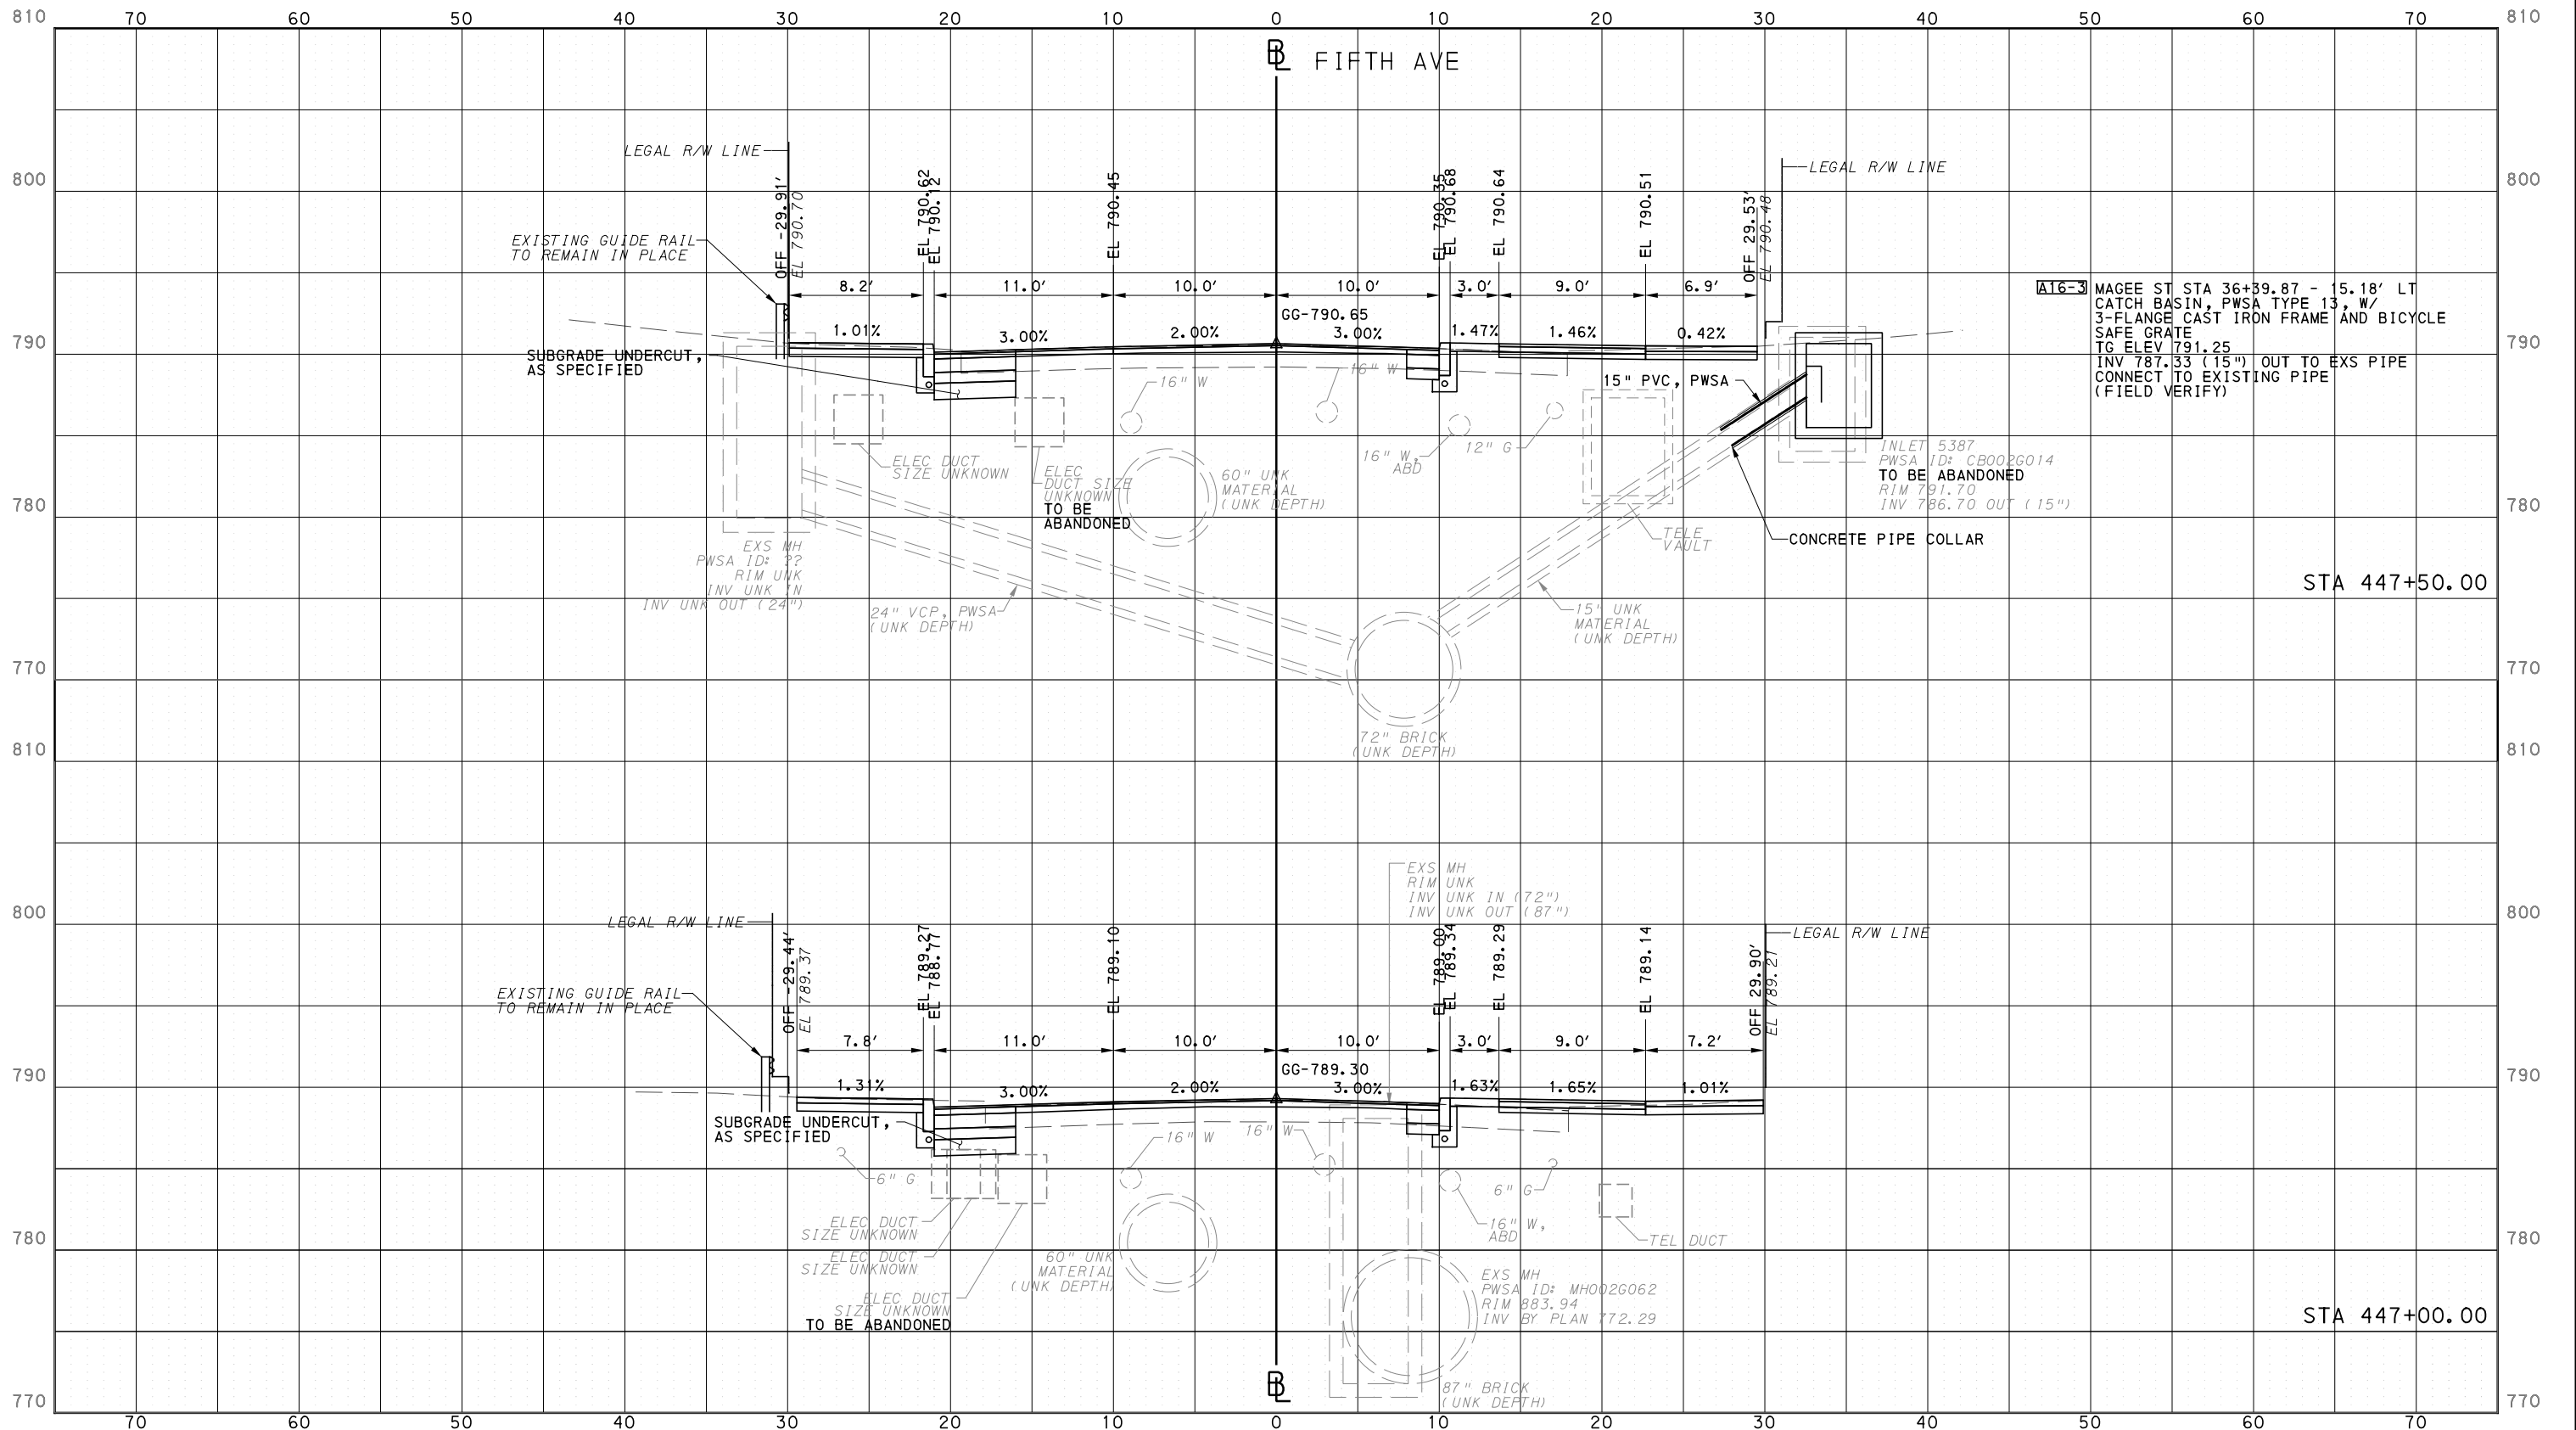 70 60 50 40 30 20 10 0 10 20 30 40 50 60 70
810 810
B
L FIFTH AVE
800 800
790 790
780 780
770 770
LEGAL R/W LINE
OFF -29.91'
EL 790.70
EL 790.62
EL 790.12
EL 790.45
EL 790.35
EL 790.68
EL 790.64
EL 790.51
OFF 29.53'
EL 790.48
LEGAL R/W LINE
EXISTING GUIDE RAIL
TO REMAIN IN PLACE
8.2' 11.0' 10.0' 10.0' 3.0' 9.0' 6.9'
GG-790.65
1.01% 3.00% 2.00% 3.00% 1.47% 1.46% 0.42%
SUBGRADE UNDERCUT,
AS SPECIFIED
A16-3 MAGEE ST STA 36+39.87 - 15.18' LT
CATCH BASIN, PWSA TYPE 13, W/
3-FLANGE CAST IRON FRAME AND BICYCLE
SAFE GRATE
TG ELEV 791.25
INV 787.33 (15") OUT TO EXS PIPE
CONNECT TO EXISTING PIPE
(FIELD VERIFY)
16" W
16" W
15" PVC, PWSA
ELEC DUCT
SIZE UNKNOWN
ELEC
DUCT SIZE
UNKNOWN
TO BE
ABANDONED
60" UNK
MATERIAL
(UNK DEPTH)
16" W,
ABD
12" G
TELE
VAULT
INLET 5387
PWSA ID: CB002G014
TO BE ABANDONED
RIM 791.70
INV 786.70 OUT (15")
CONCRETE PIPE COLLAR
EXS MH
PWSA ID: ??
RIM UNK
INV UNK IN
INV UNK OUT (24")
24" VCP, PWSA
(UNK DEPTH)
15" UNK
MATERIAL
(UNK DEPTH)
72" BRICK
(UNK DEPTH)
STA 447+50.00
810 810
800 800
790 790
780 780
770 770
EXS MH
RIM UNK
INV UNK IN (72")
INV UNK OUT (87")
LEGAL R/W LINE
OFF -29.44'
EL 789.37
EL 789.27
EL 788.77
EL 789.10
EL 789.00
EL 789.34
EL 789.29
EL 789.14
OFF 29.90'
EL 789.21
LEGAL R/W LINE
EXISTING GUIDE RAIL
TO REMAIN IN PLACE
7.8' 11.0' 10.0' 10.0' 3.0' 9.0' 7.2'
GG-789.30
1.31% 3.00% 2.00% 3.00% 1.63% 1.65% 1.01%
SUBGRADE UNDERCUT,
AS SPECIFIED
16" W
16" W
6" G
6" G
ELEC DUCT
SIZE UNKNOWN
ELEC DUCT
SIZE UNKNOWN
ELEC DUCT
SIZE UNKNOWN
TO BE ABANDONED
60" UNK
MATERIAL
(UNK DEPTH)
16" W,
ABD
TEL DUCT
EXS MH
PWSA ID: MH002G062
RIM 883.94
INV BY PLAN 772.29
87" BRICK
(UNK DEPTH)
STA 447+00.00
B
L
70 60 50 40 30 20 10 0 10 20 30 40 50 60 70